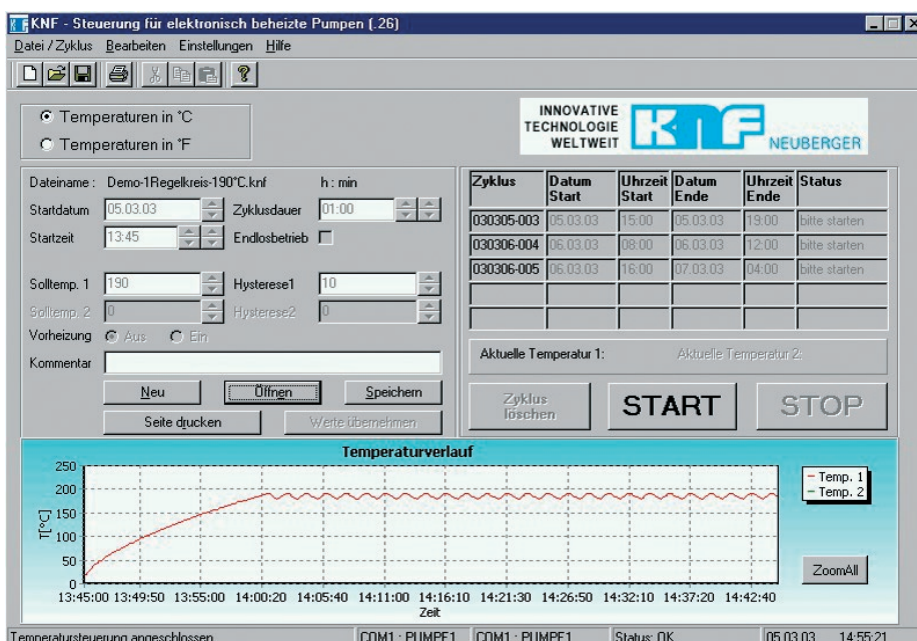 KNF - Steuerung für elektronisch beheizte Pumpen (.26)
Datei / Zyklus Bearbeiten Einstellungen Hilfe
Temperaturen in °C
Temperaturen in °F
INNOVATIVE
TECHNOLOGIE
WELTWEIT
KNF
NEUBERGER
Dateiname : Demo-1Regelkreis-190°C.knf h : min
Startdatum 05.03.03 Zyklusdauer 01:00
Startzeit 13:45 Endlosbetrieb
Solltemp. 1 190 Hysterese1 10
Solltemp. 2 0 Hysterese2 0
Vorheizung Aus Ein
Kommentar
Neu Öffnen Speichern
Seite drucken Werte übernehmen
Zyklus Datum Start Uhrzeit Start Datum Ende Uhrzeit Ende Status
030305-003 05.03.03 15:00 05.03.03 19:00 bitte starten
030306-004 06.03.03 08:00 06.03.03 12:00 bitte starten
030306-005 06.03.03 16:00 07.03.03 04:00 bitte starten
Aktuelle Temperatur 1: Aktuelle Temperatur 2:
Zyklus löschen START STOP
Temperaturverlauf
250
200
150
100
50
0
T[°C]
Temp. 1
Temp. 2
ZoomAll
13:45:00 13:49:50 13:55:00 14:00:20 14:05:40 14:11:00 14:16:10 14:21:30 14:26:50 14:32:10 14:37:20 14:42:40
Zeit
Temperatursteuerung angeschlossen COM1 : PUMPE1 COM1 : PUMPE1 Status: OK 05.03.03 14:55:21